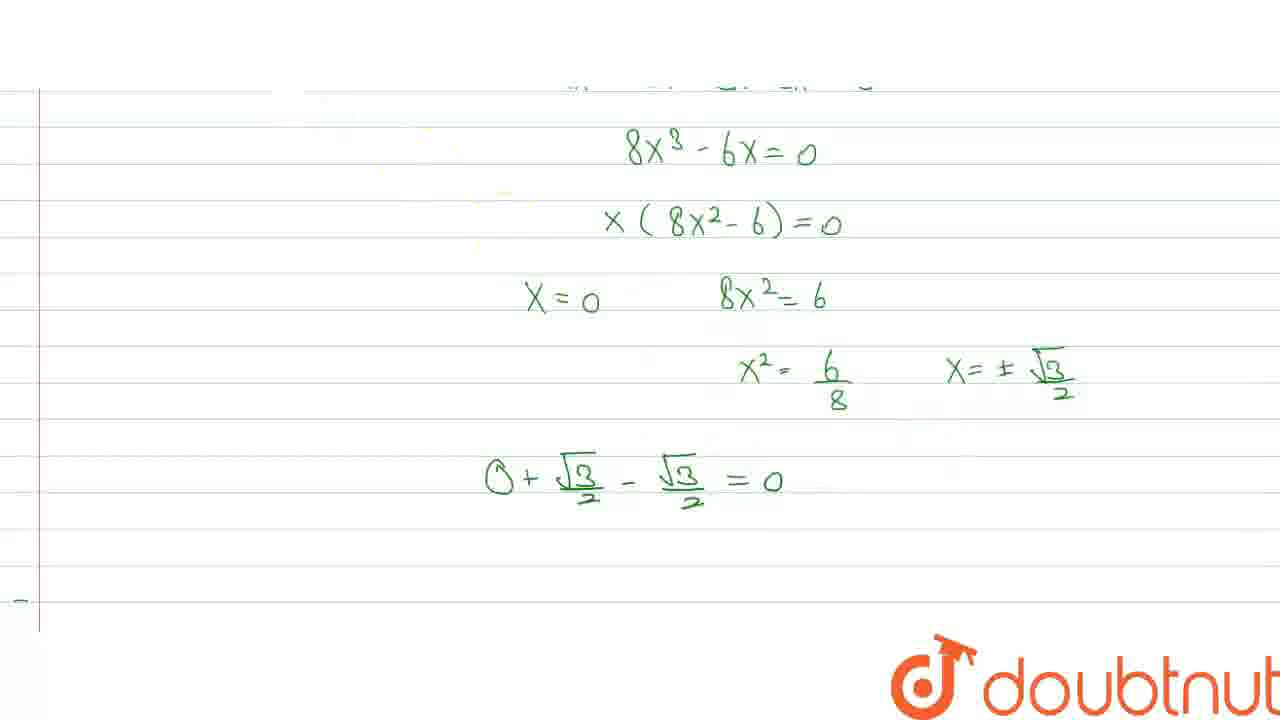 8x³ - 6x = 0
x ( 8x² - 6 ) = 0
x = 0 8x² = 6
x² = 6/8 x = ± √3/2
0 + √3/2 - √3/2 = 0
doubtnut